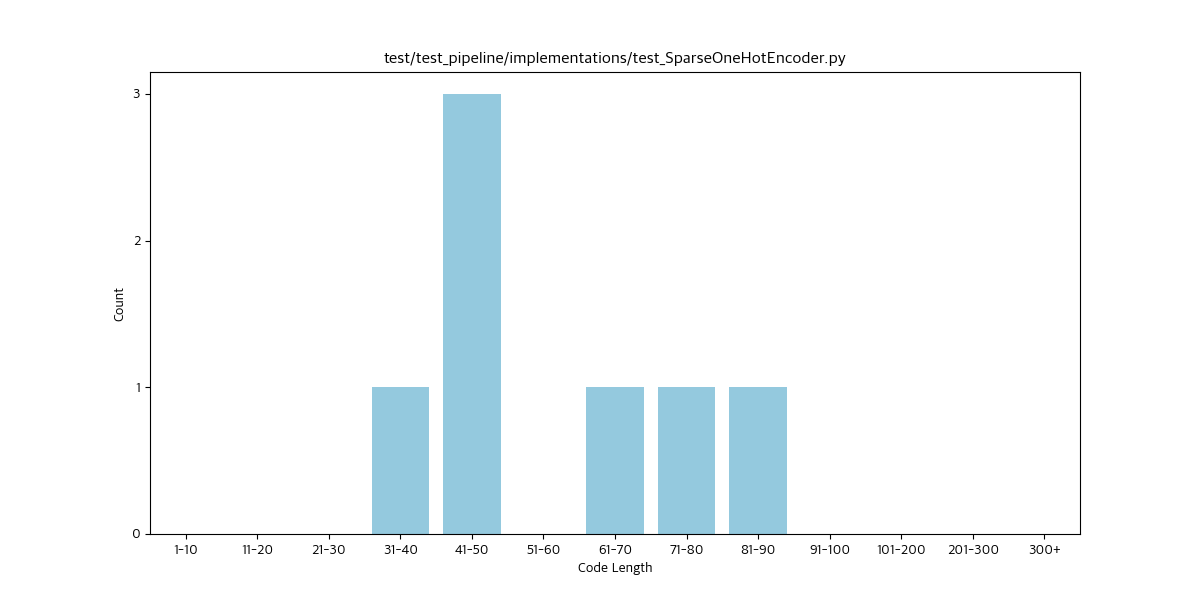 test/test_pipeline/implementations/test_SparseOneHotEncoder.py
3
2
1
0
Count
1-10 11-20 21-30 31-40 41-50 51-60 61-70 71-80 81-90 91-100 101-200 201-300 300+
Code Length